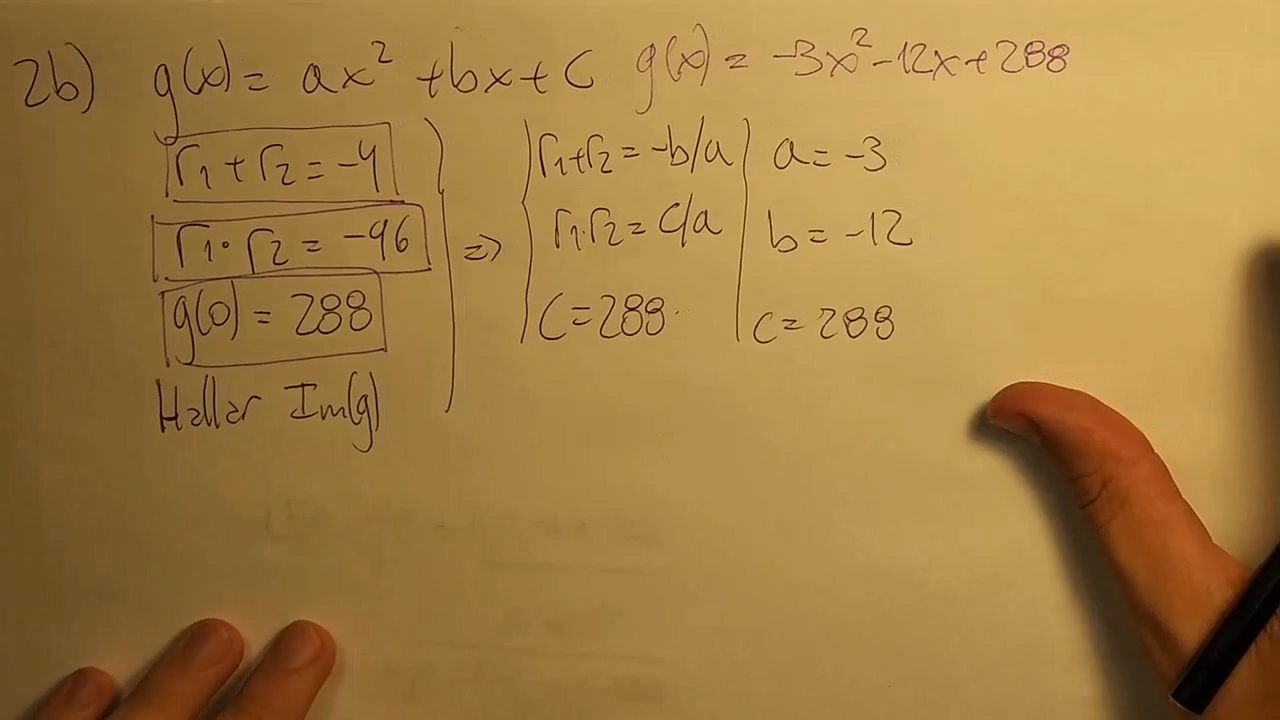 2b) g(x) = ax² + bx + c g(x) = -3x² - 12x + 288
r₁ + r₂ = -4
r₁ · r₂ = -96
g(0) = 288
Hallar Im(g)
=>
r₁+r₂ = -b/a
r₁·r₂ = c/a
C = 288
a = -3
b = -12
c = 288